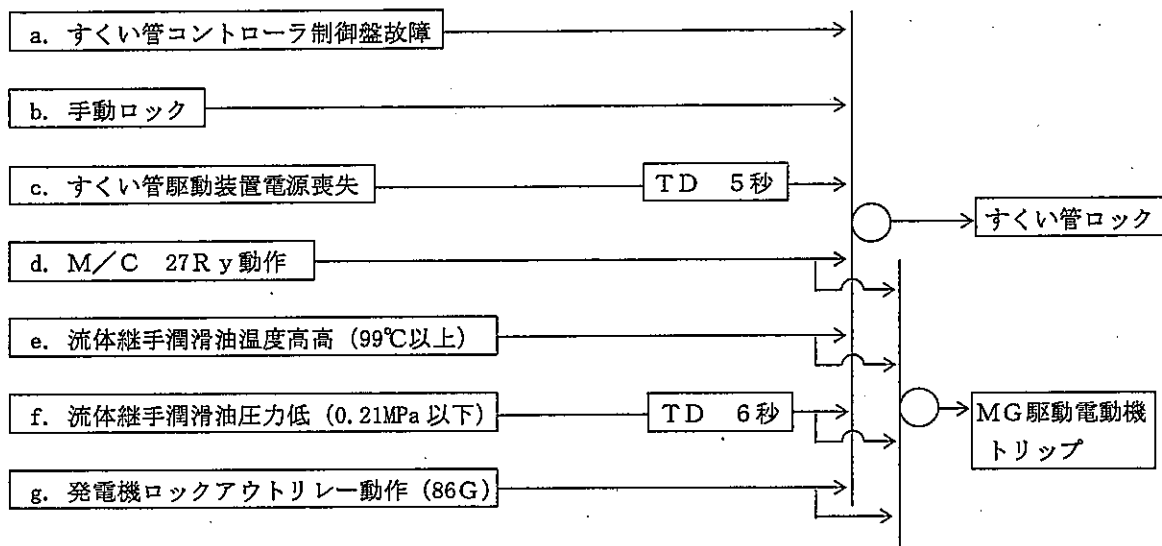 a. すくい管コントローラ制御盤故障
b. 手動ロック
c. すくい管駆動装置電源喪失
TD 5秒
すくい管ロック
d. M/C 27Ry動作
e. 流体継手潤滑油温度高高 (99℃以上)
f. 流体継手潤滑油圧力低 (0.21MPa以下)
TD 6秒
MG駆動電動機
トリップ
g. 発電機ロックアウトリレー動作 (86G)